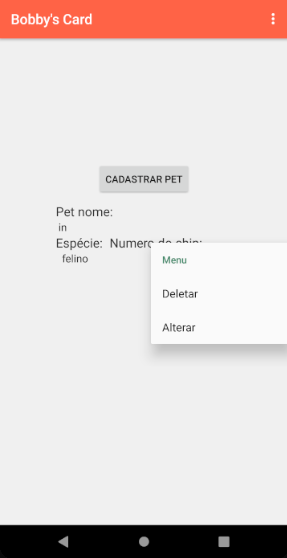 Bobby's Card
CADASTRAR PET
Pet nome:
in
Espécie: Numero do chip:
felino
Menu
Deletar
Alterar